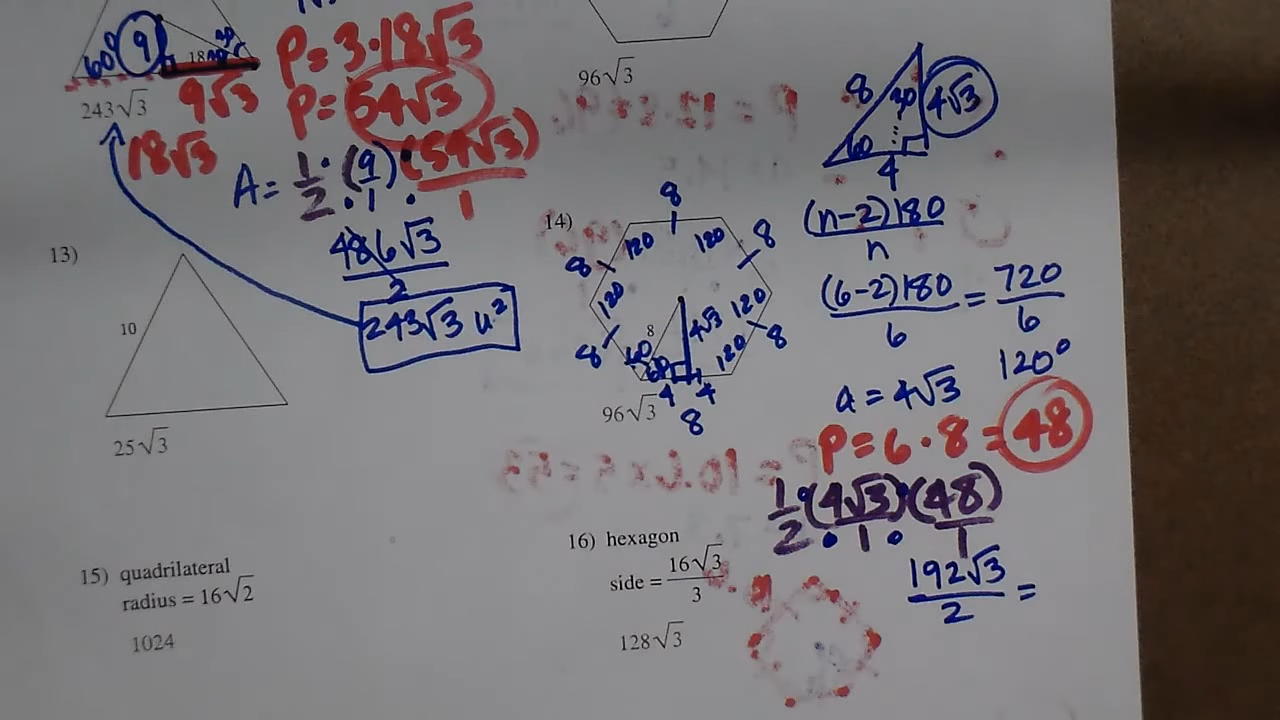 60° 9 18 30
243√3
9√3
18√3
P = 3·18√3
P = 54√3
A = 1/2 · (9) · (54√3)/1
486√3/2
243√3 u²
96√3
8 30 4√3
60
4
13)
10
25√3
14)
8
120 120 8
8
120 120
8 8 4√3 8
60 60 120
4 4
96√3 8
(n-2)180/n
(6-2)180/6 = 720/6
120°
a = 4√3
P = 6·8 = 48
1/2 · (4√3)/1 · (48)/1
192√3/2 =
15) quadrilateral
radius = 16√2
1024
16) hexagon
side = 16√3/3
128√3